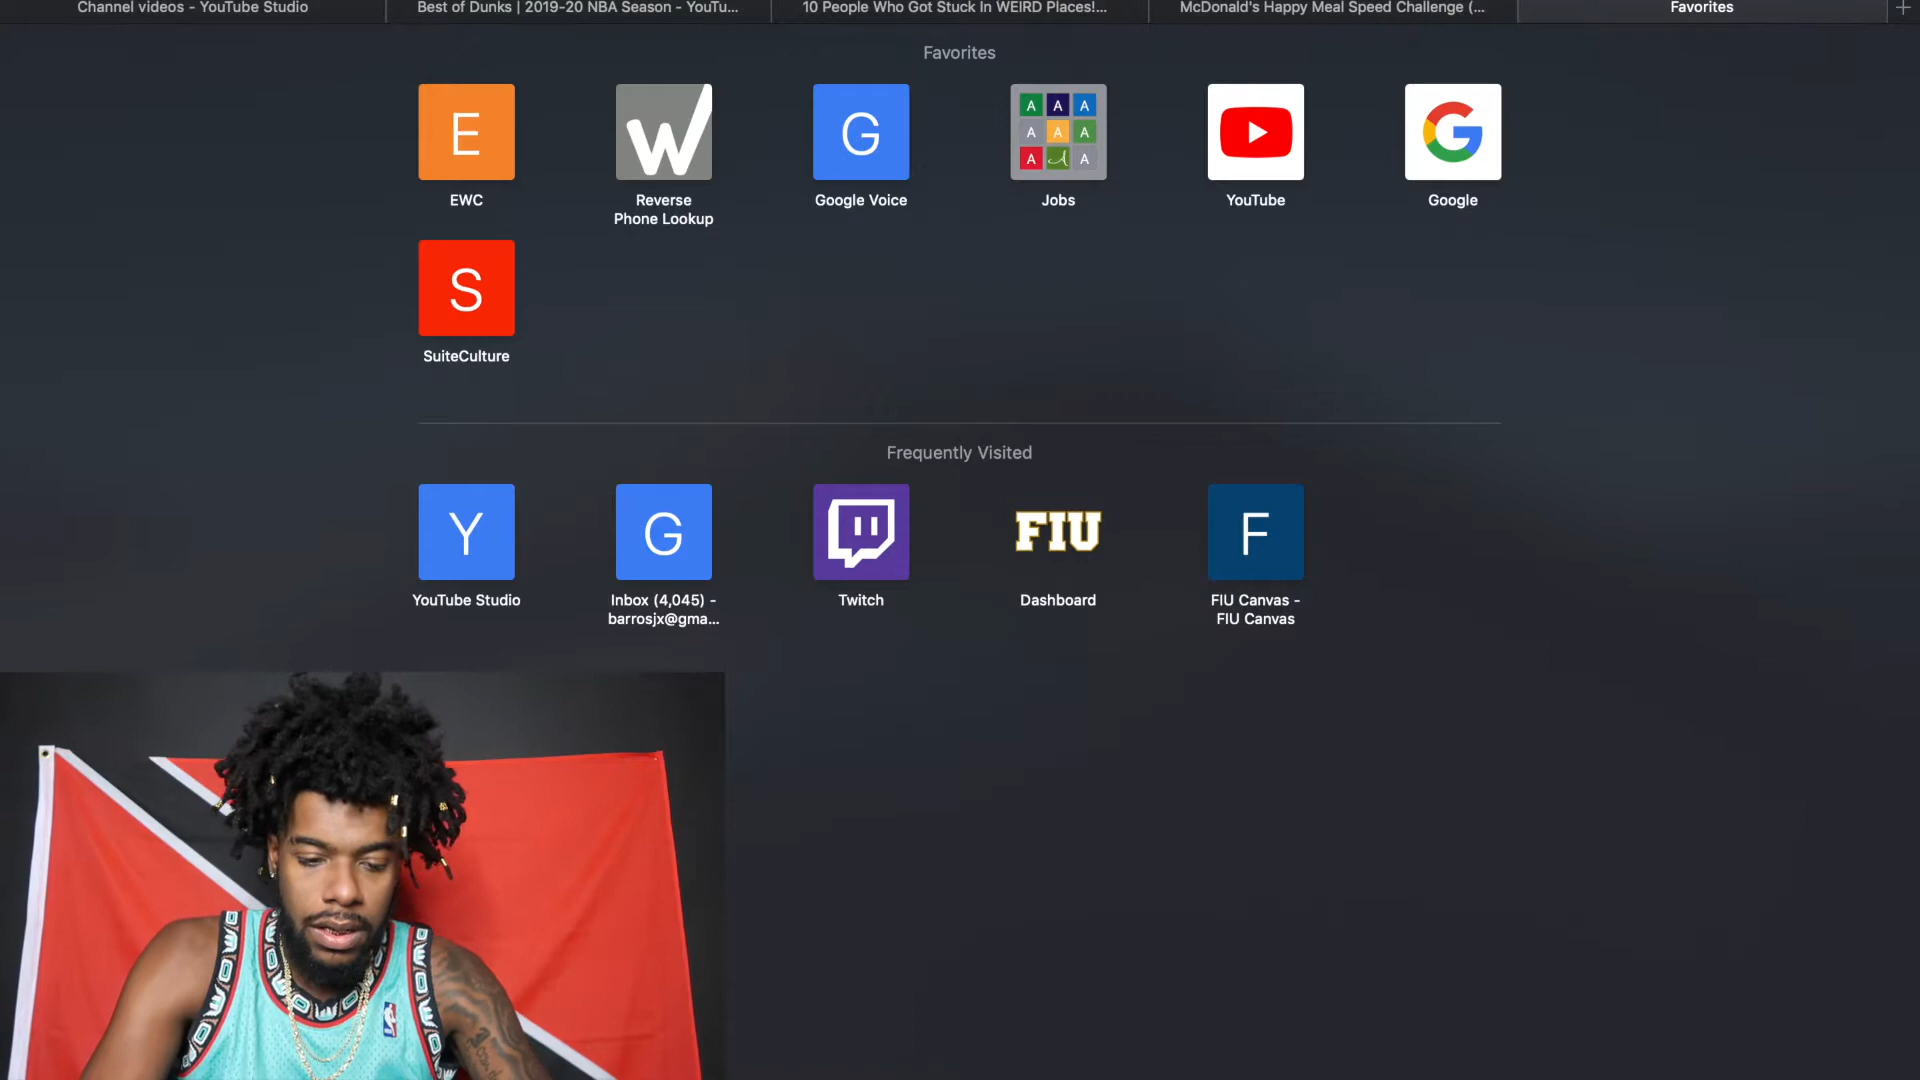 Channel videos - YouTube Studio
Best of Dunks | 2019-20 NBA Season - YouTu...
10 People Who Got Stuck In WEIRD Places!...
McDonald's Happy Meal Speed Challenge (...
Favorites
Favorites
E
W
G
A A A
A A A
A A A
G
EWC
Reverse
Phone Lookup
Google Voice
Jobs
YouTube
Google
S
SuiteCulture
Frequently Visited
Y
G
FIU
F
YouTube Studio
Inbox (4,045) -
barrosjx@gma...
Twitch
Dashboard
FIU Canvas -
FIU Canvas